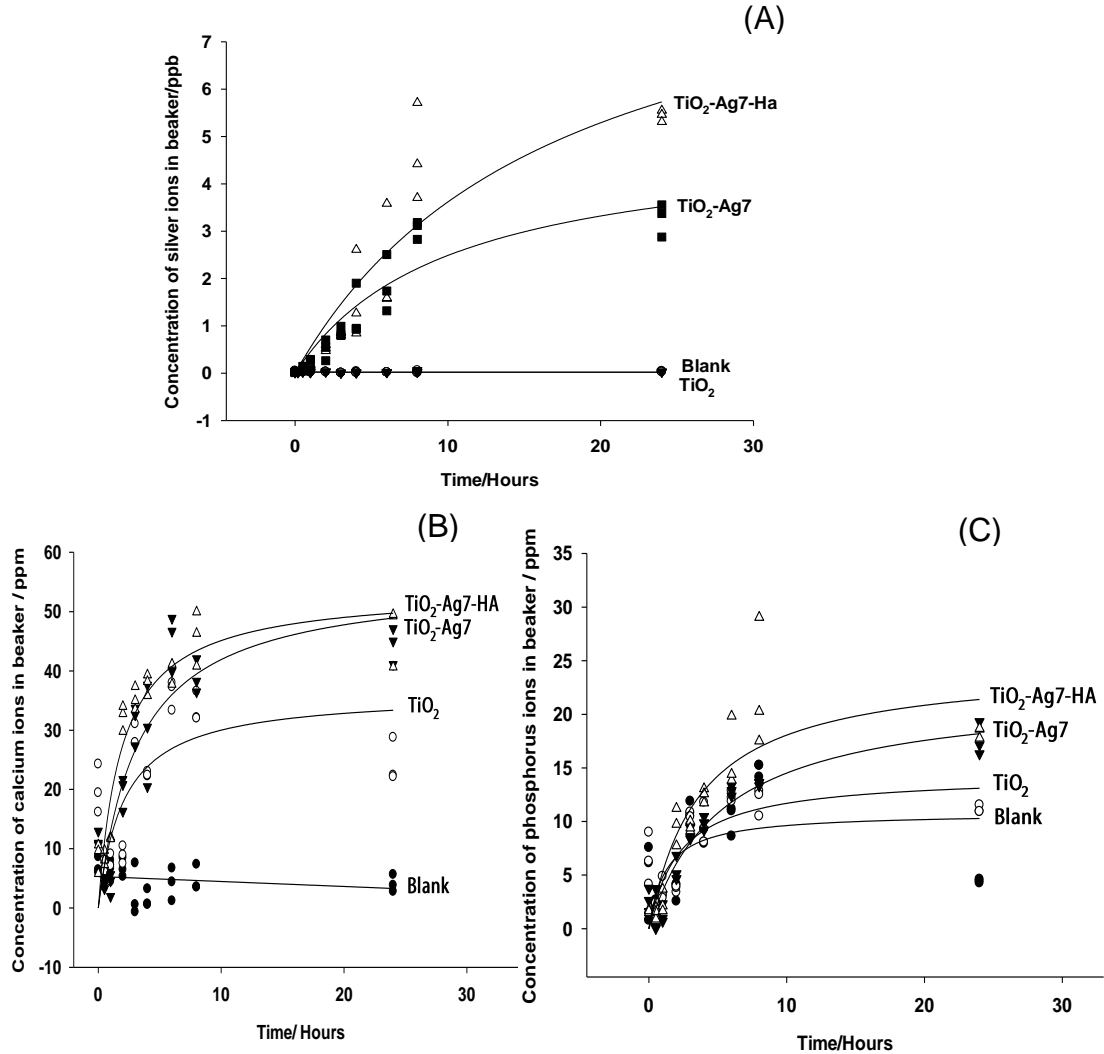 (A)
Concentration of silver ions in beaker/ppb
7
6
5
4
3
2
1
0
-1
TiO2-Ag7-Ha
TiO2-Ag7
Blank
TiO2
0
10
20
30
Time/Hours
(B)
Concentration of calcium ions in beaker / ppm
60
50
40
30
20
10
0
-10
TiO2-Ag7-HA
TiO2-Ag7
TiO2
Blank
0
10
20
30
Time/ Hours
(C)
Concentration of phosphorus ions in beaker / ppm
35
30
25
20
15
10
5
0
TiO2-Ag7-HA
TiO2-Ag7
TiO2
Blank
0
10
20
30
Time/Hours